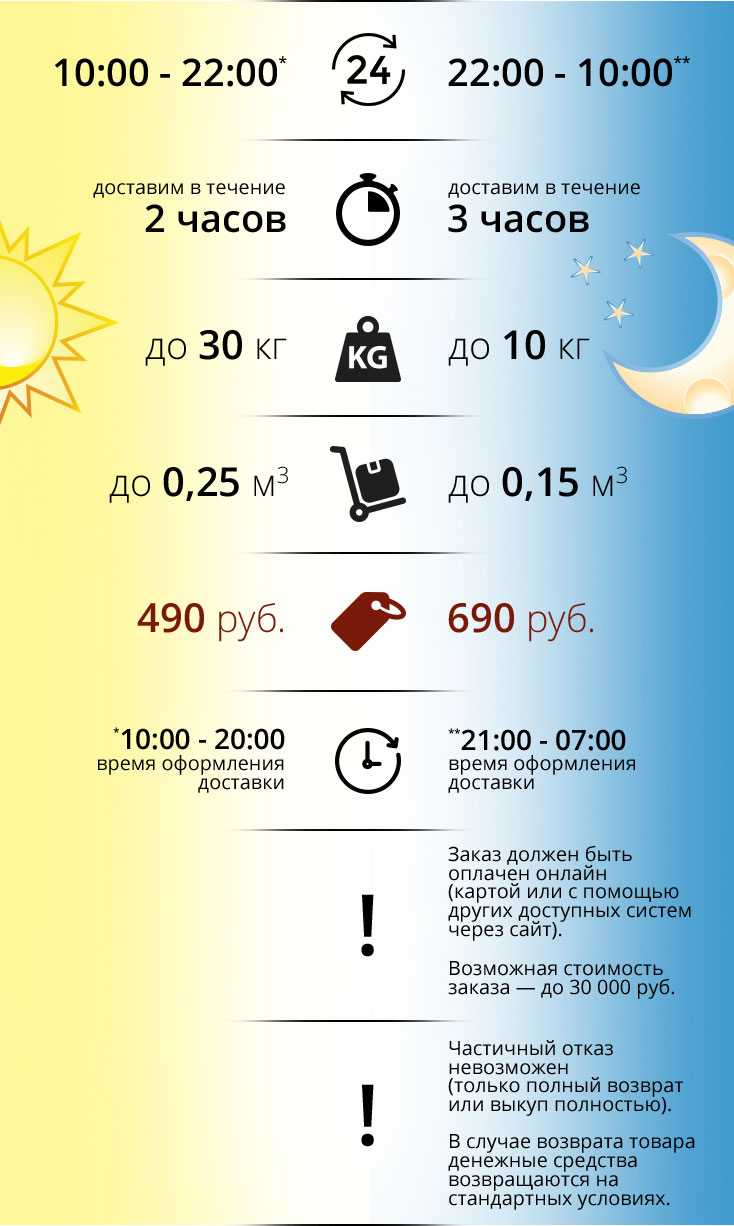 10:00 - 22:00*
24
22:00 - 10:00**
доставим в течение
2 часов
доставим в течение
3 часов
до 30 кг
KG
до 10 кг
до 0,25 м³
до 0,15 м³
490 руб.
690 руб.
*10:00 - 20:00
время оформления
доставки
**21:00 - 07:00
время оформления
доставки
!
Заказ должен быть
оплачен онлайн
(картой или с помощью
других доступных систем
через сайт).
Возможная стоимость
заказа — до 30 000 руб.
!
Частичный отказ
невозможен
(только полный возврат
или выкуп полностью).
В случае возврата товара
денежные средства
возвращаются на
стандартных условиях.